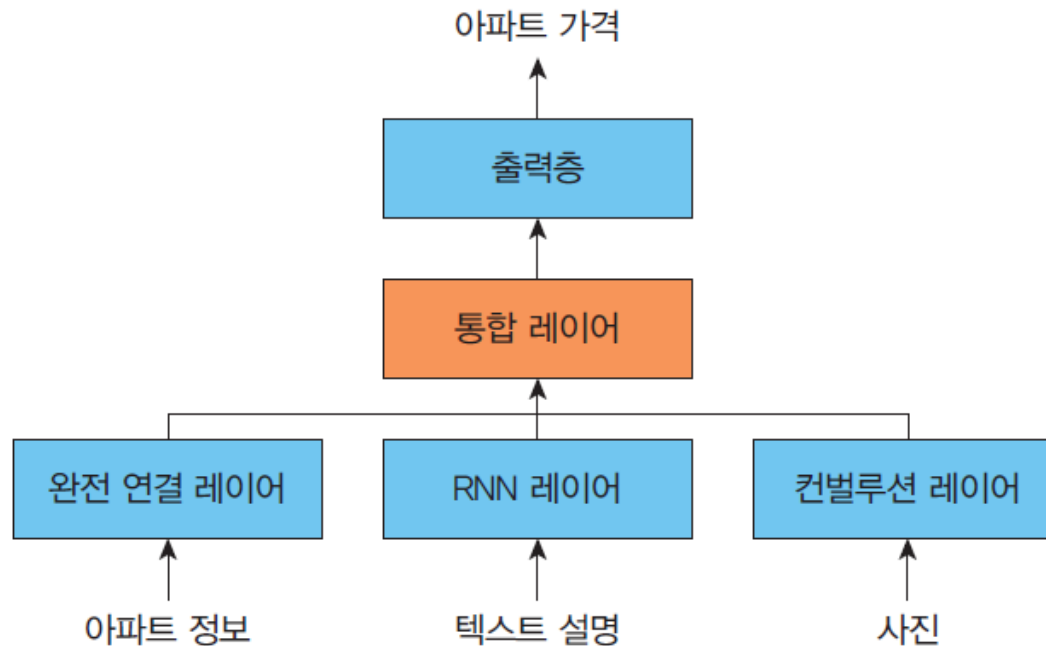 아파트 가격
출력층
통합 레이어
완전 연결 레이어
RNN 레이어
컨벌루션 레이어
아파트 정보
텍스트 설명
사진